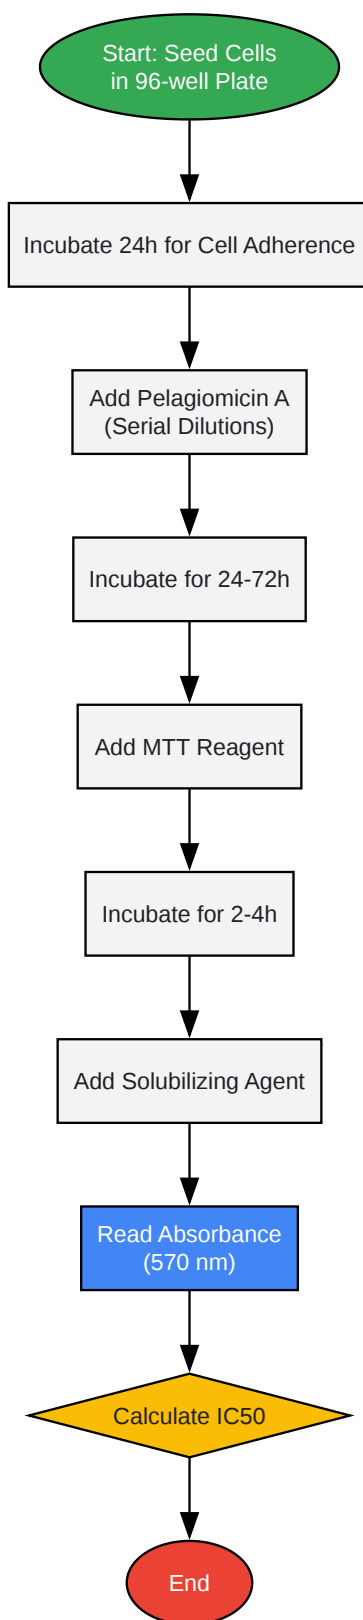 Start: Seed Cells
in 96-well Plate
Incubate 24h for Cell Adherence
Add Pelagiomicin A
(Serial Dilutions)
Incubate for 24-72h
Add MTT Reagent
Incubate for 2-4h
Add Solubilizing Agent
Read Absorbance
(570 nm)
Calculate IC50
End